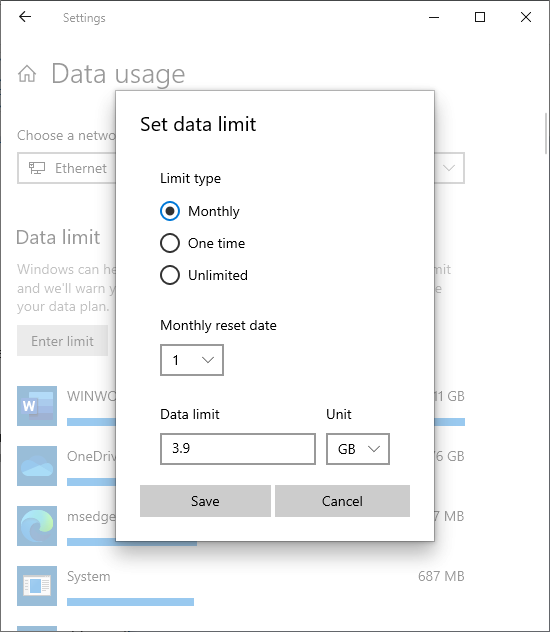 Settings
Data usage
Choose a netwo
Ethernet
Set data limit
Limit type
Monthly
One time
Unlimited
Data limit
Windows can he mit
and we'll warn y e
your data plan.
Enter limit
Monthly reset date
1
WINWO 11 GB
Data limit Unit
3.9 GB
OneDriv 6 GB
Save Cancel
msedge 7 MB
System 687 MB